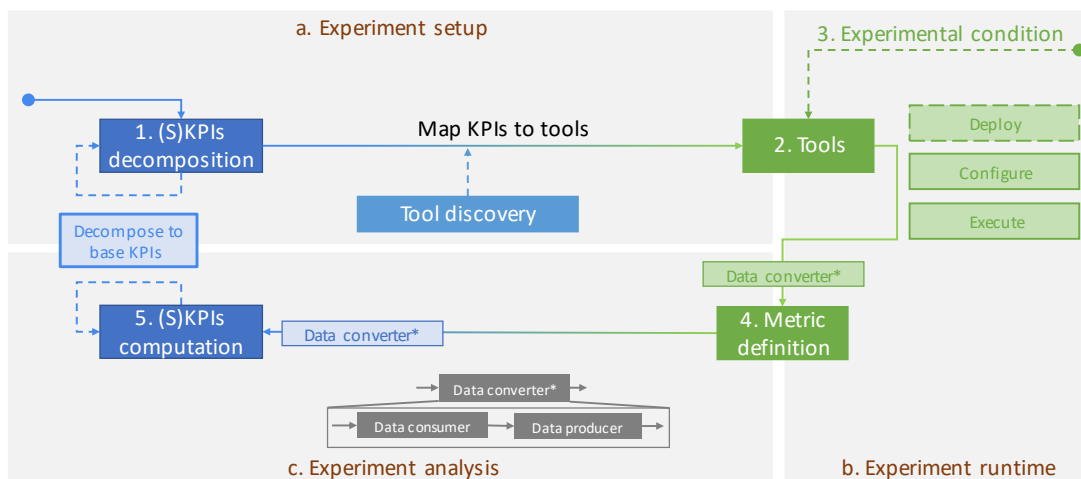 a. Experiment setup
3. Experimental condition
1. (S)KPIs
decomposition
Map KPIs to tools
2. Tools
Deploy
Configure
Execute
Tool discovery
Decompose to
base KPIs
Data converter*
5. (S)KPIs
computation
Data converter*
4. Metric
definition
Data converter*
Data consumer
Data producer
c. Experiment analysis
b. Experiment runtime